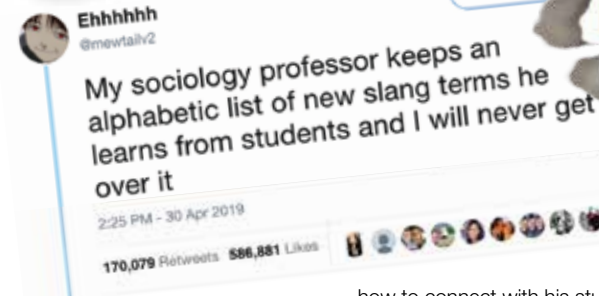 Ehhhhhh
@mewtailv2
My sociology professor keeps an
alphabetic list of new slang terms he
learns from students and I will never get
over it
2:25 PM - 30 Apr 2019
170,079 Retweets 586,881 Likes
how to connect with his